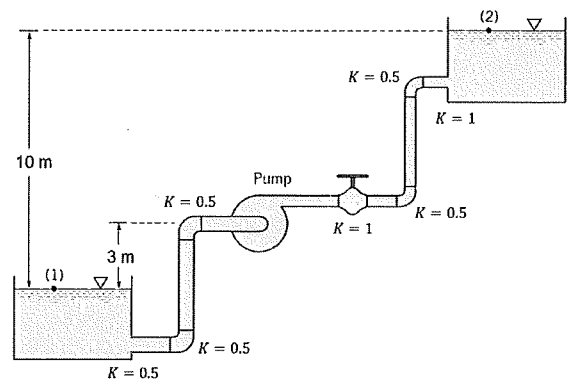 (2)
K = 0.5
K = 1
10 m
Pump
K = 0.5
K = 0.5
K = 1
3 m
(1)
K = 0.5
K = 0.5